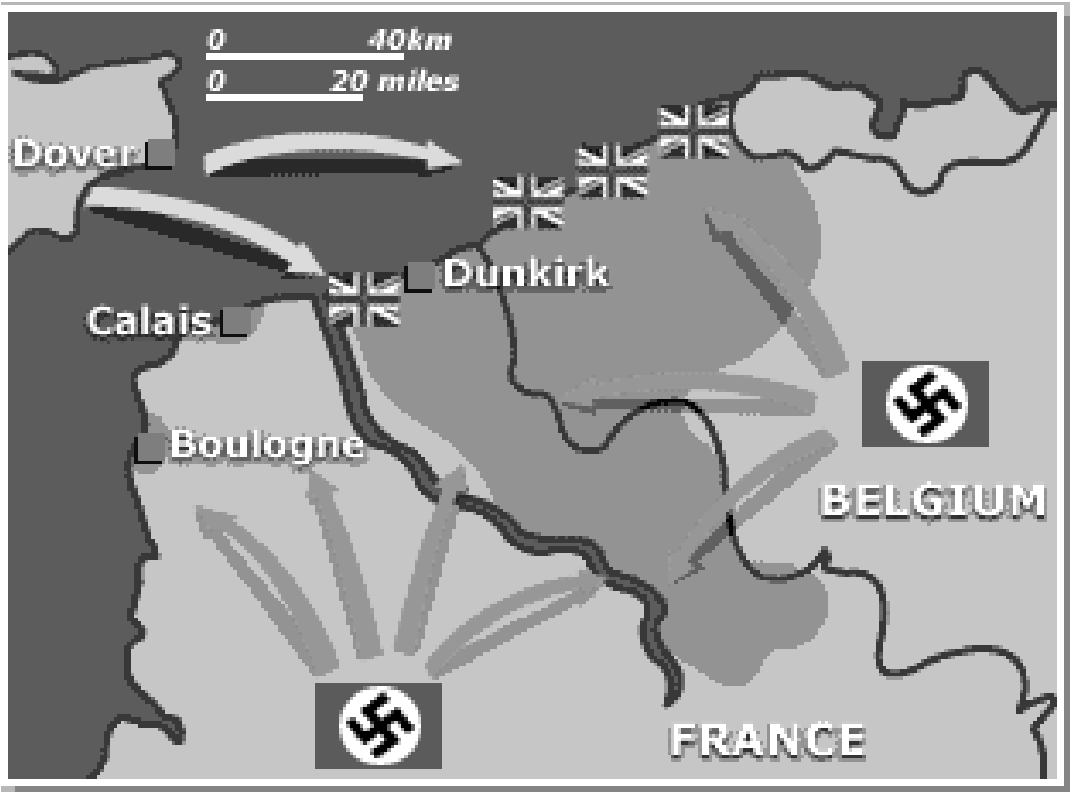 0 40km
0 20 miles
Dover
Dunkirk
Calais
Boulogne
BELGIUM
FRANCE